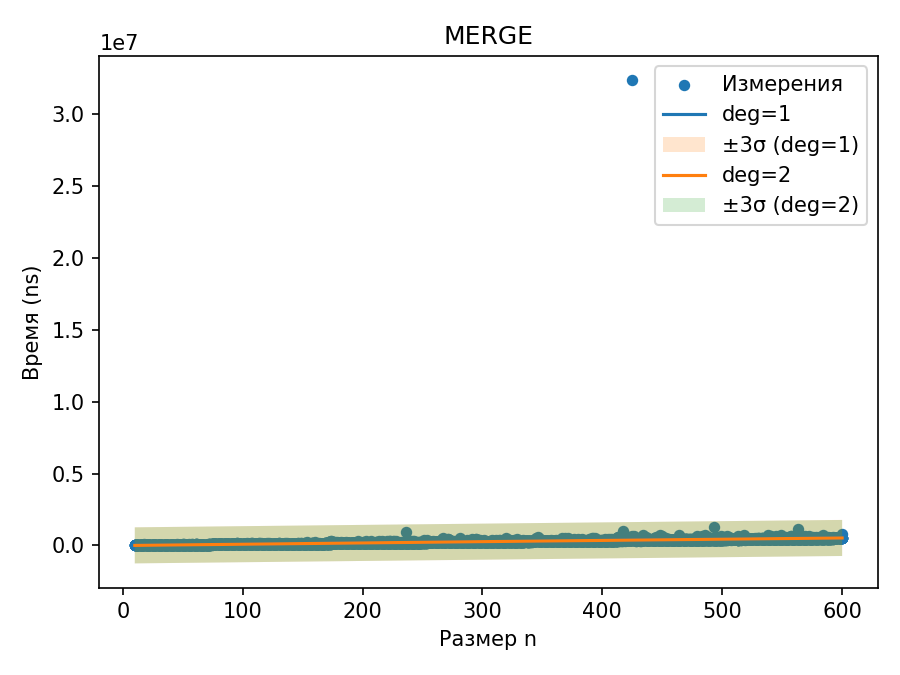 MERGE
1e7
Измерения
deg=1
±3σ (deg=1)
deg=2
±3σ (deg=2)
3.0
2.5
2.0
1.5
1.0
0.5
0.0
Время (ns)
0 100 200 300 400 500 600
Размер n